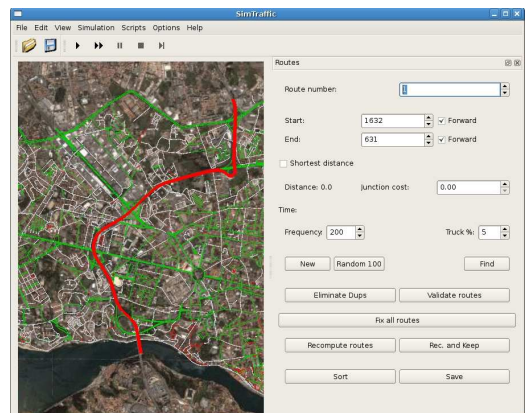 SimTraffic
File Edit View Simulation Scripts Options Help
Routes
Route number: 1
Start: 1632 Forward
End: 631 Forward
Shortest distance
Distance: 0.0 Junction cost: 0.00
Time:
Frequency: 200 Truck %: 5
New Random 100 Find
Eliminate Dups Validate routes
Fix all routes
Recompute routes Rec. and Keep
Sort Save